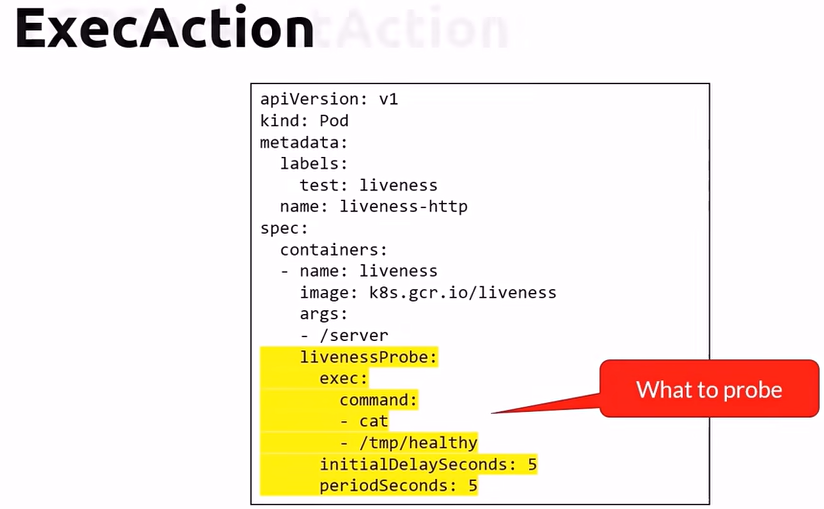 ExecAction
apiVersion: v1
kind: Pod
metadata:
  labels:
    test: liveness
  name: liveness-http
spec:
  containers:
  - name: liveness
    image: k8s.gcr.io/liveness
    args:
    - /server
    livenessProbe:
      exec:
        command:
        - cat
        - /tmp/healthy
      initialDelaySeconds: 5
      periodSeconds: 5
What to probe